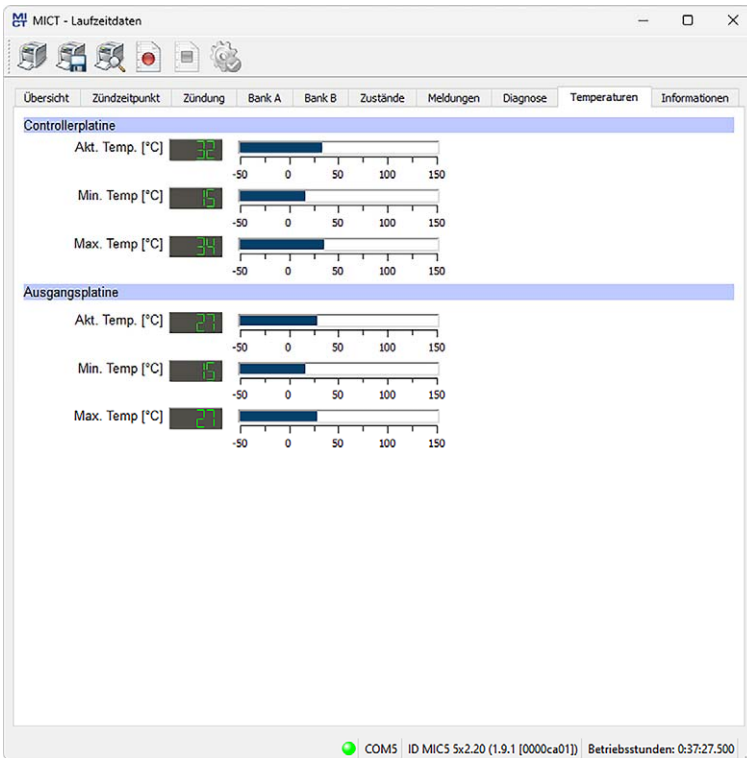 MICT MICT - Laufzeitdaten
Übersicht Zündzeitpunkt Zündung Bank A Bank B Zustände Meldungen Diagnose Temperaturen Informationen
Controllerplatine
Akt. Temp. [°C] 32
-50 0 50 100 150
Min. Temp [°C] 15
-50 0 50 100 150
Max. Temp [°C] 34
-50 0 50 100 150
Ausgangsplatine
Akt. Temp. [°C] 27
-50 0 50 100 150
Min. Temp [°C] 15
-50 0 50 100 150
Max. Temp [°C] 27
-50 0 50 100 150
COM5 ID MIC5 5x2.20 (1.9.1 [0000ca01]) Betriebsstunden: 0:37:27.500